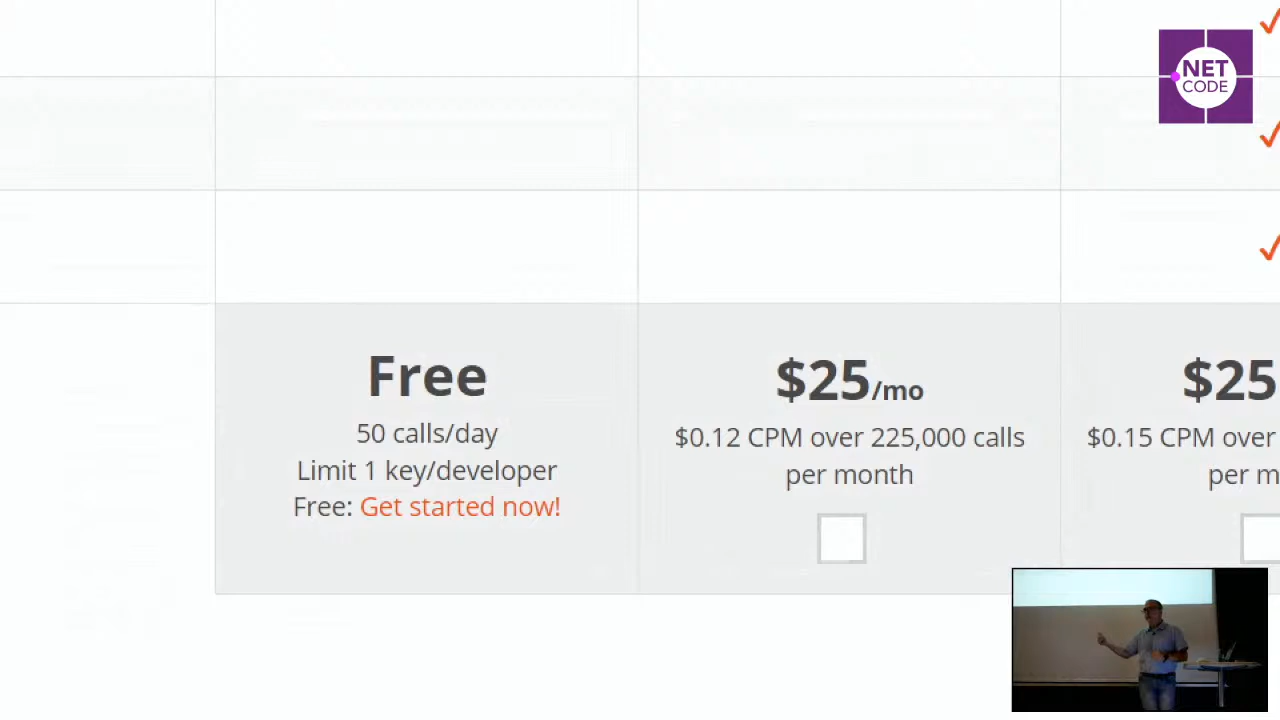 NET
CODE
Free
50 calls/day
Limit 1 key/developer
Free: Get started now!
$25/mo
$0.12 CPM over 225,000 calls
per month
$25
$0.15 CPM over
per m